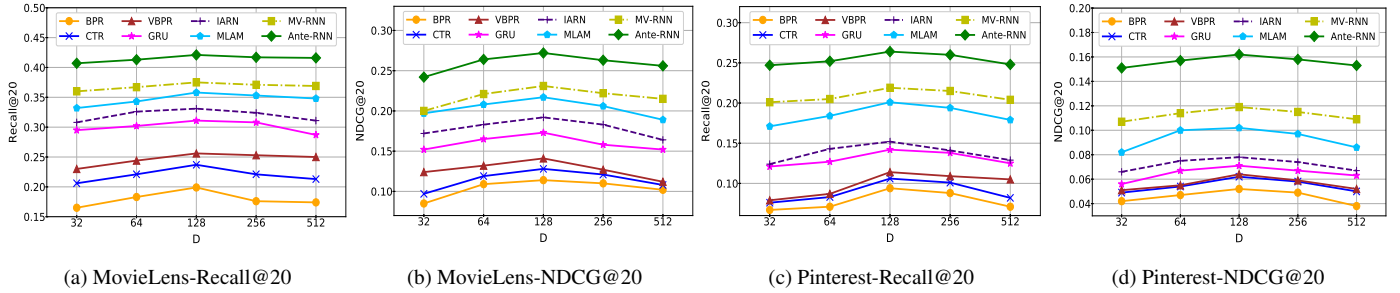 0.50
0.45
0.40
0.35
0.30
0.25
0.20
0.15
Recall@20
BPR VBPR IARN MV-RNN
CTR GRU MLAM Ante-RNN
32 64 128 256 512
D
(a) MovieLens-Recall@20
0.40
0.35
0.30
0.25
0.20
0.15
0.10
NDCG@20
BPR VBPR IARN MV-RNN
CTR GRU MLAM Ante-RNN
32 64 128 256 512
D
(b) MovieLens-NDCG@20
0.30
0.25
0.20
0.15
0.10
Recall@20
BPR VBPR IARN MV-RNN
CTR GRU MLAM Ante-RNN
32 64 128 256 512
D
(c) Pinterest-Recall@20
0.20
0.18
0.16
0.14
0.12
0.10
0.08
0.06
0.04
NDCG@20
BPR VBPR IARN MV-RNN
CTR GRU MLAM Ante-RNN
32 64 128 256 512
D
(d) Pinterest-NDCG@20